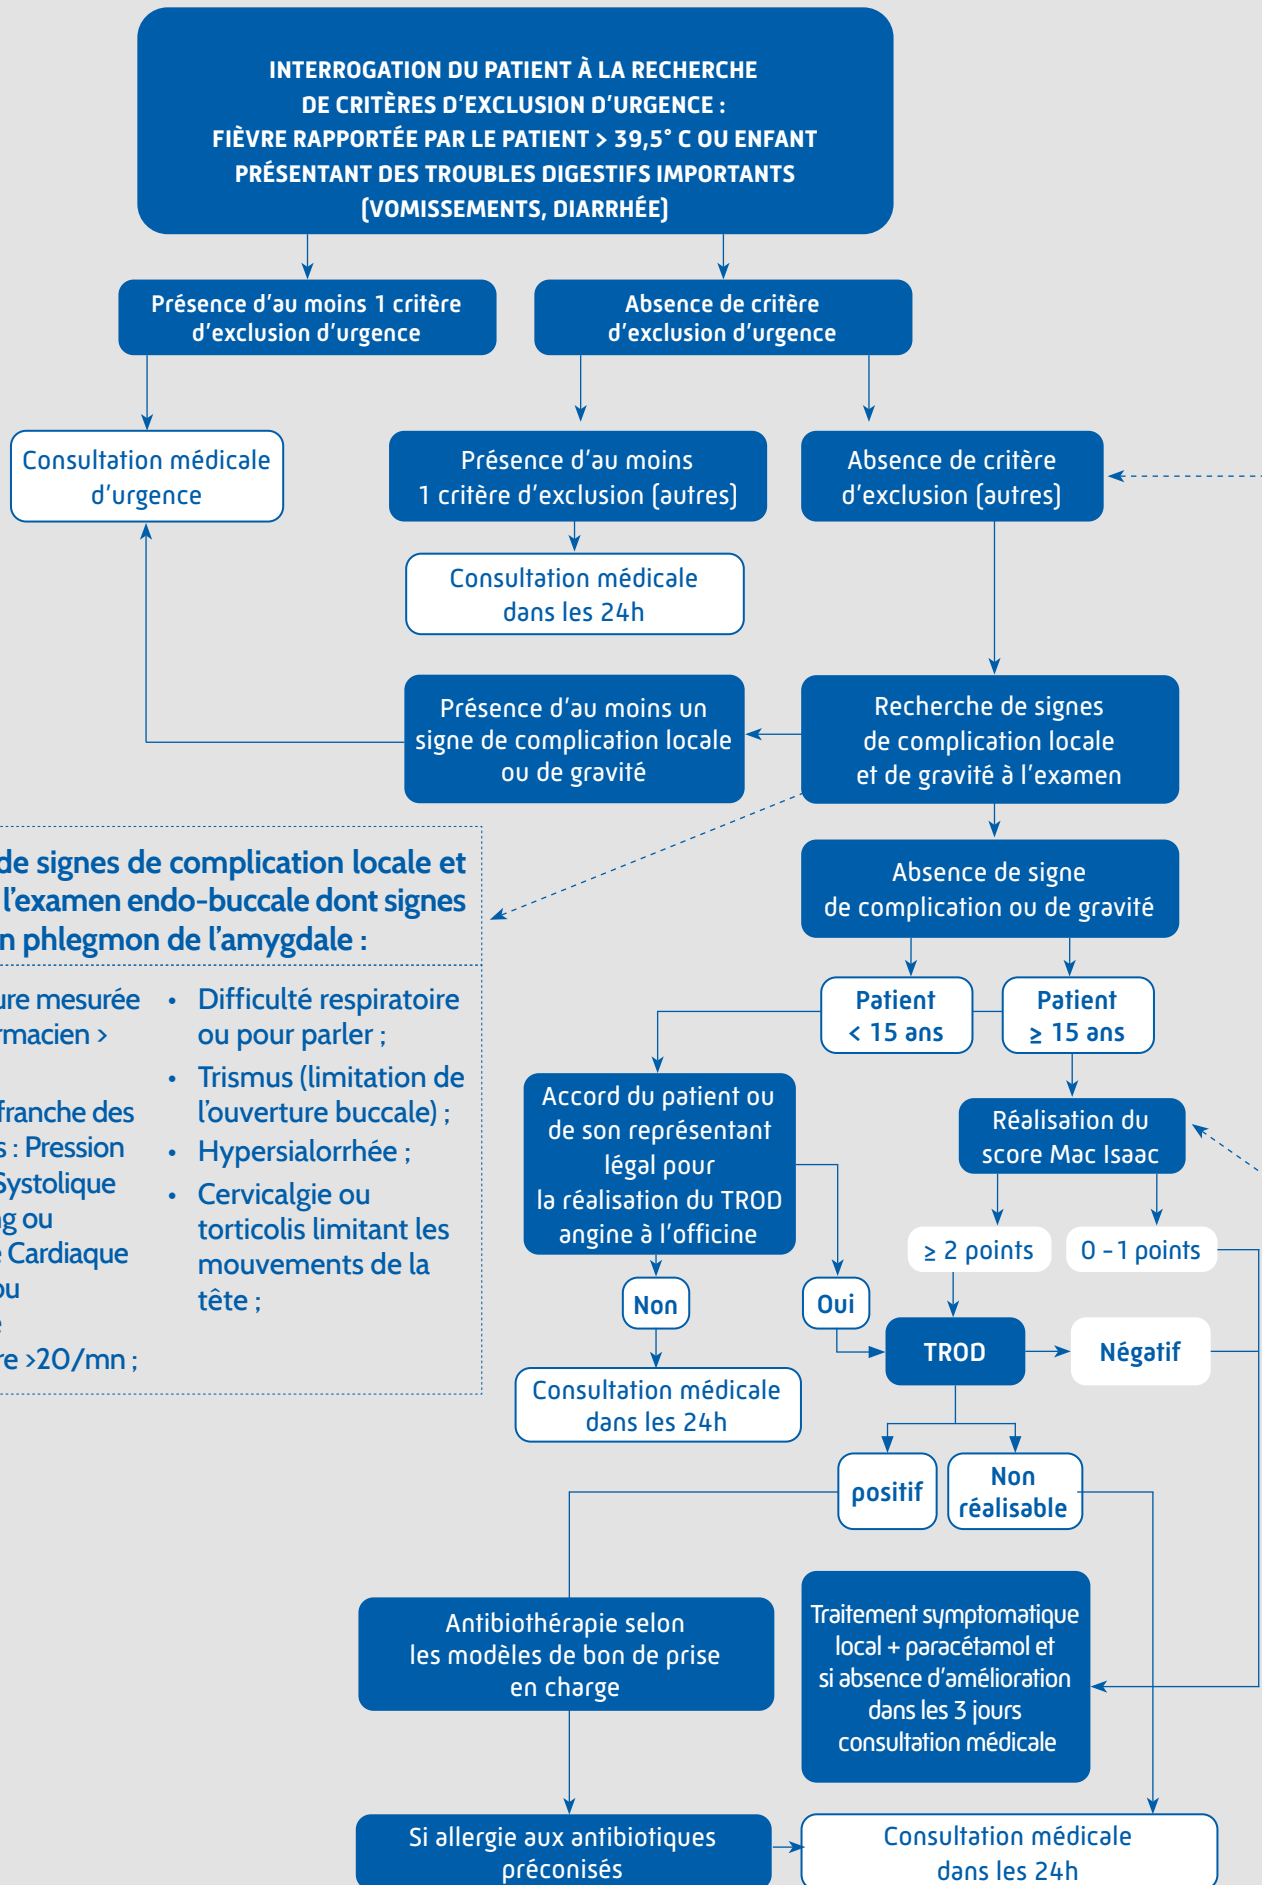 INTERROGATION DU PATIENT À LA RECHERCHE
DE CRITÈRES D'EXCLUSION D'URGENCE :
FIÈVRE RAPPORTÉE PAR LE PATIENT > 39,5° C OU ENFANT
PRÉSENTANT DES TROUBLES DIGESTIFS IMPORTANTS
(VOMISSEMENTS, DIARRHÉE)
Présence d'au moins 1 critère
d'exclusion d'urgence
Absence de critère
d'exclusion d'urgence
Consultation médicale
d'urgence
Présence d'au moins
1 critère d'exclusion (autres)
Absence de critère
d'exclusion (autres)
Consultation médicale
dans les 24h
Présence d'au moins un
signe de complication locale
ou de gravité
Recherche de signes
de complication locale
et de gravité à l'examen
de signes de complication locale et
l'examen endo-buccale dont signes
n phlegmon de l'amygdale :
ure mesurée
rmacien >
franche des
s : Pression
Systolique
g ou
e Cardiaque
ou
e
re >20/mn ;
• Difficulté respiratoire
ou pour parler ;
• Trismus (limitation de
l'ouverture buccale) ;
• Hypersialorrhée ;
• Cervicalgie ou
torticolis limitant les
mouvements de la
tête ;
Absence de signe
de complication ou de gravité
Patient
< 15 ans
Patient
≥ 15 ans
Accord du patient ou
de son représentant
légal pour
la réalisation du TROD
angine à l'officine
Réalisation du
score Mac Isaac
≥ 2 points
0 - 1 points
Non
Oui
TROD
Négatif
Consultation médicale
dans les 24h
positif
Non
réalisable
Antibiothérapie selon
les modèles de bon de prise
en charge
Traitement symptomatique
local + paracétamol et
si absence d'amélioration
dans les 3 jours
consultation médicale
Si allergie aux antibiotiques
préconisés
Consultation médicale
dans les 24h